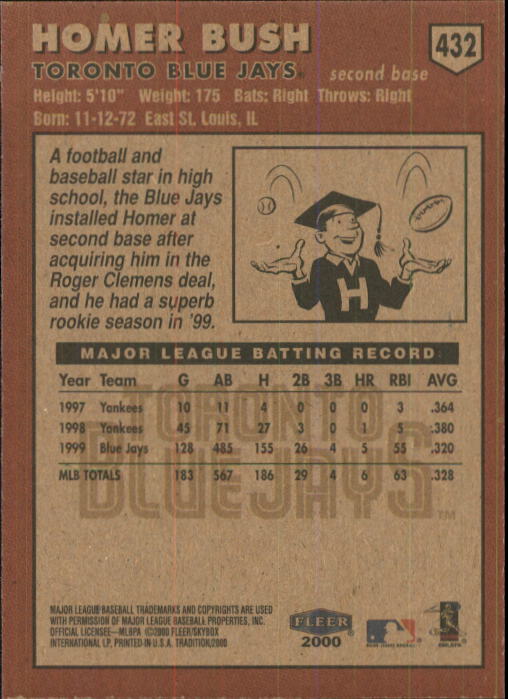 HOMER BUSH
432
TORONTO BLUE JAYS second base
Height: 5'10" Weight: 175 Bats: Right Throws: Right
Born: 11-12-72 East St. Louis, IL
A football and
baseball star in high
school, the Blue Jays
installed Homer at
second base after
acquiring him in the
Roger Clemens deal,
and he had a superb
rookie season in '99.
H
MAJOR LEAGUE BATTING RECORD
Year Team G AB H 2B 3B HR RBI AVG
1997 Yankees 10 11 4 0 0 0 3 .364
1998 Yankees 45 71 27 3 0 1 5 .380
1999 Blue Jays 128 485 155 26 4 5 55 .320
MLB TOTALS 183 567 186 29 4 6 63 .328
TORONTO
BLUE JAYS TM
MAJOR LEAGUE BASEBALL TRADEMARKS AND COPYRIGHTS ARE USED
WITH PERMISSION OF MAJOR LEAGUE BASEBALL PROPERTIES, INC.
OFFICIAL LICENSEE—MLBPA ©2000 FLEER/SKYBOX
INTERNATIONAL LP, PRINTED IN U.S.A. TRADITION/2000
FLEER
2000